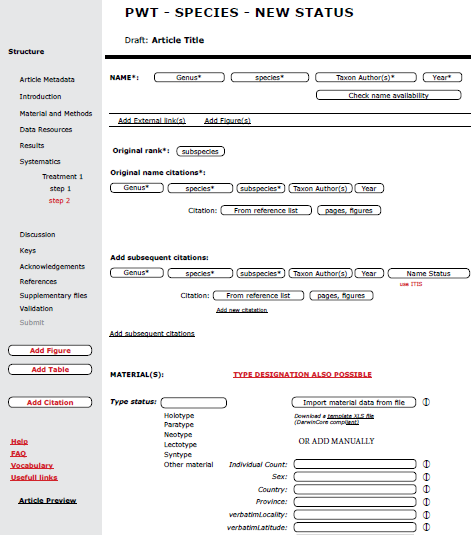 PWT - SPECIES - NEW STATUS
Draft: Article Title
Structure
Article Metadata
Introduction
Material and Methods
Data Resources
Results
Systematics
Treatment 1
step 1
step 2
Discussion
Keys
Acknowledgements
References
Supplementary files
Validation
Submit
Add Figure
Add Table
Add Citation
Help
FAQ
Vocabulary
Usefull links
Article Preview
NAME*: Genus* species* Taxon Author(s)* Year*
Check name availability
Add External link(s) Add Figure(s)
Original rank*: subspecies
Original name citations*:
Genus* species* subspecies* Taxon Author(s) Year
Citation: From reference list pages, figures
Add subsequent citations:
Genus* species* subspecies* Taxon Author(s) Year Name Status
use ITIS
Citation: From reference list pages, figures
Add new citatation
Add subsequent citations
MATERIAL(S): TYPE DESIGNATION ALSO POSSIBLE
Type status: Import material data from file
Holotype
Paratype
Neotype
Lectotype
Syntype
Other material
Download a template XLS file
(DarwinCore compliant)
OR ADD MANUALLY
Individual Count:
Sex:
Country:
Province:
verbatimLocality:
verbatimLatitude: